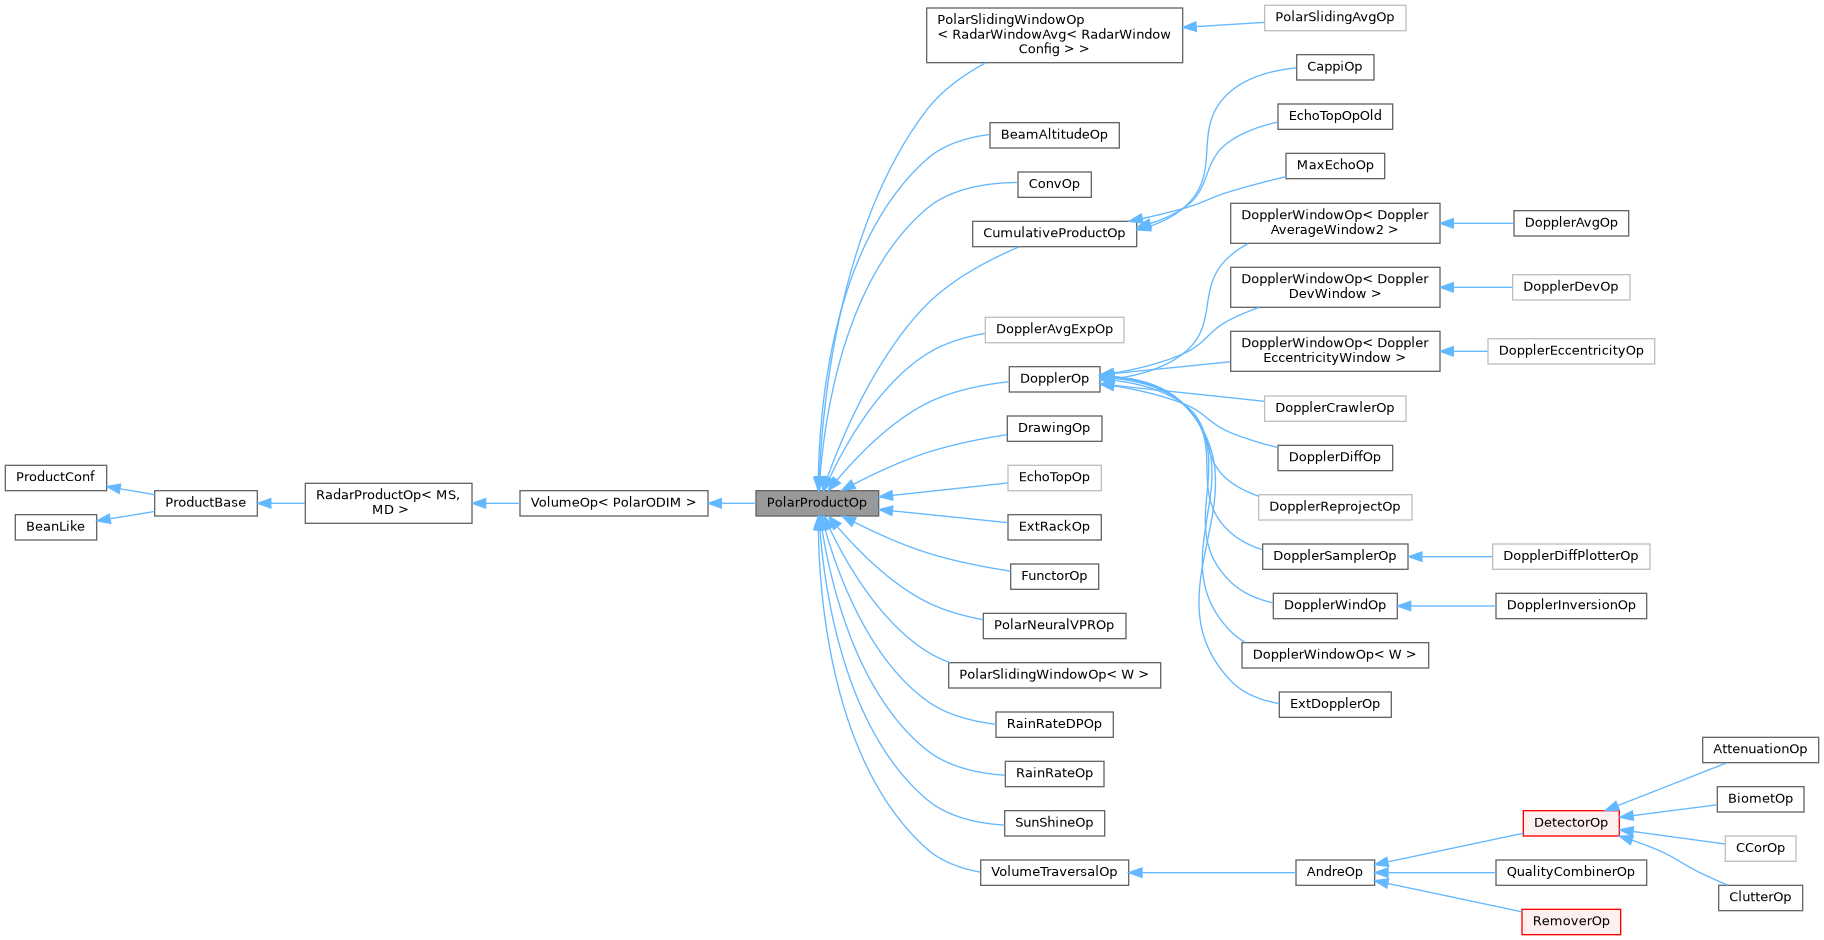 ProductConf
BeanLike
ProductBase
RadarProductOp< MS,
MD >
VolumeOp< PolarODIM >
PolarProductOp
PolarSlidingWindowOp
< RadarWindowAvg< RadarWindow
Config > >
PolarSlidingAvgOp
BeamAltitudeOp
ConvOp
CumulativeProductOp
CappiOp
EchoTopOpOld
MaxEchoOp
DopplerAvgExpOp
DopplerOp
DopplerWindowOp< Doppler
AverageWindow2 >
DopplerAvgOp
DopplerWindowOp< Doppler
DevWindow >
DopplerDevOp
DopplerWindowOp< Doppler
EccentricityWindow >
DopplerEccentricityOp
DopplerCrawlerOp
DopplerDiffOp
DopplerReprojectOp
DopplerSamplerOp
DopplerDiffPlotterOp
DopplerWindOp
DopplerInversionOp
DopplerWindowOp< W >
ExtDopplerOp
DrawingOp
EchoTopOp
ExtRackOp
FunctorOp
PolarNeuralVPROp
PolarSlidingWindowOp< W >
RainRateDPOp
RainRateOp
SunShineOp
VolumeTraversalOp
AndreOp
DetectorOp
AttenuationOp
BiometOp
CCorOp
ClutterOp
QualityCombinerOp
RemoverOp